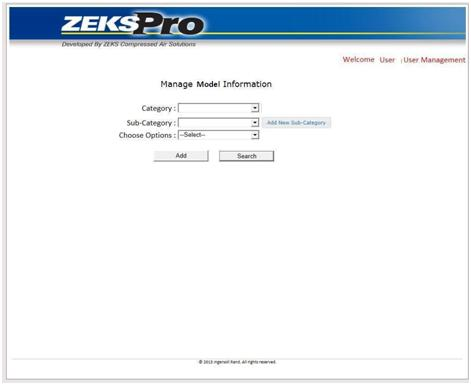 ZEKSPro
Developed By ZEKS Compressed Air Solutions
Welcome User | User Management
Manage Model Information
Category :
Sub-Category : Add New Sub-Category
Choose Options : --Select--
Add Search
© 2013 Ingersoll Rand. All rights reserved.